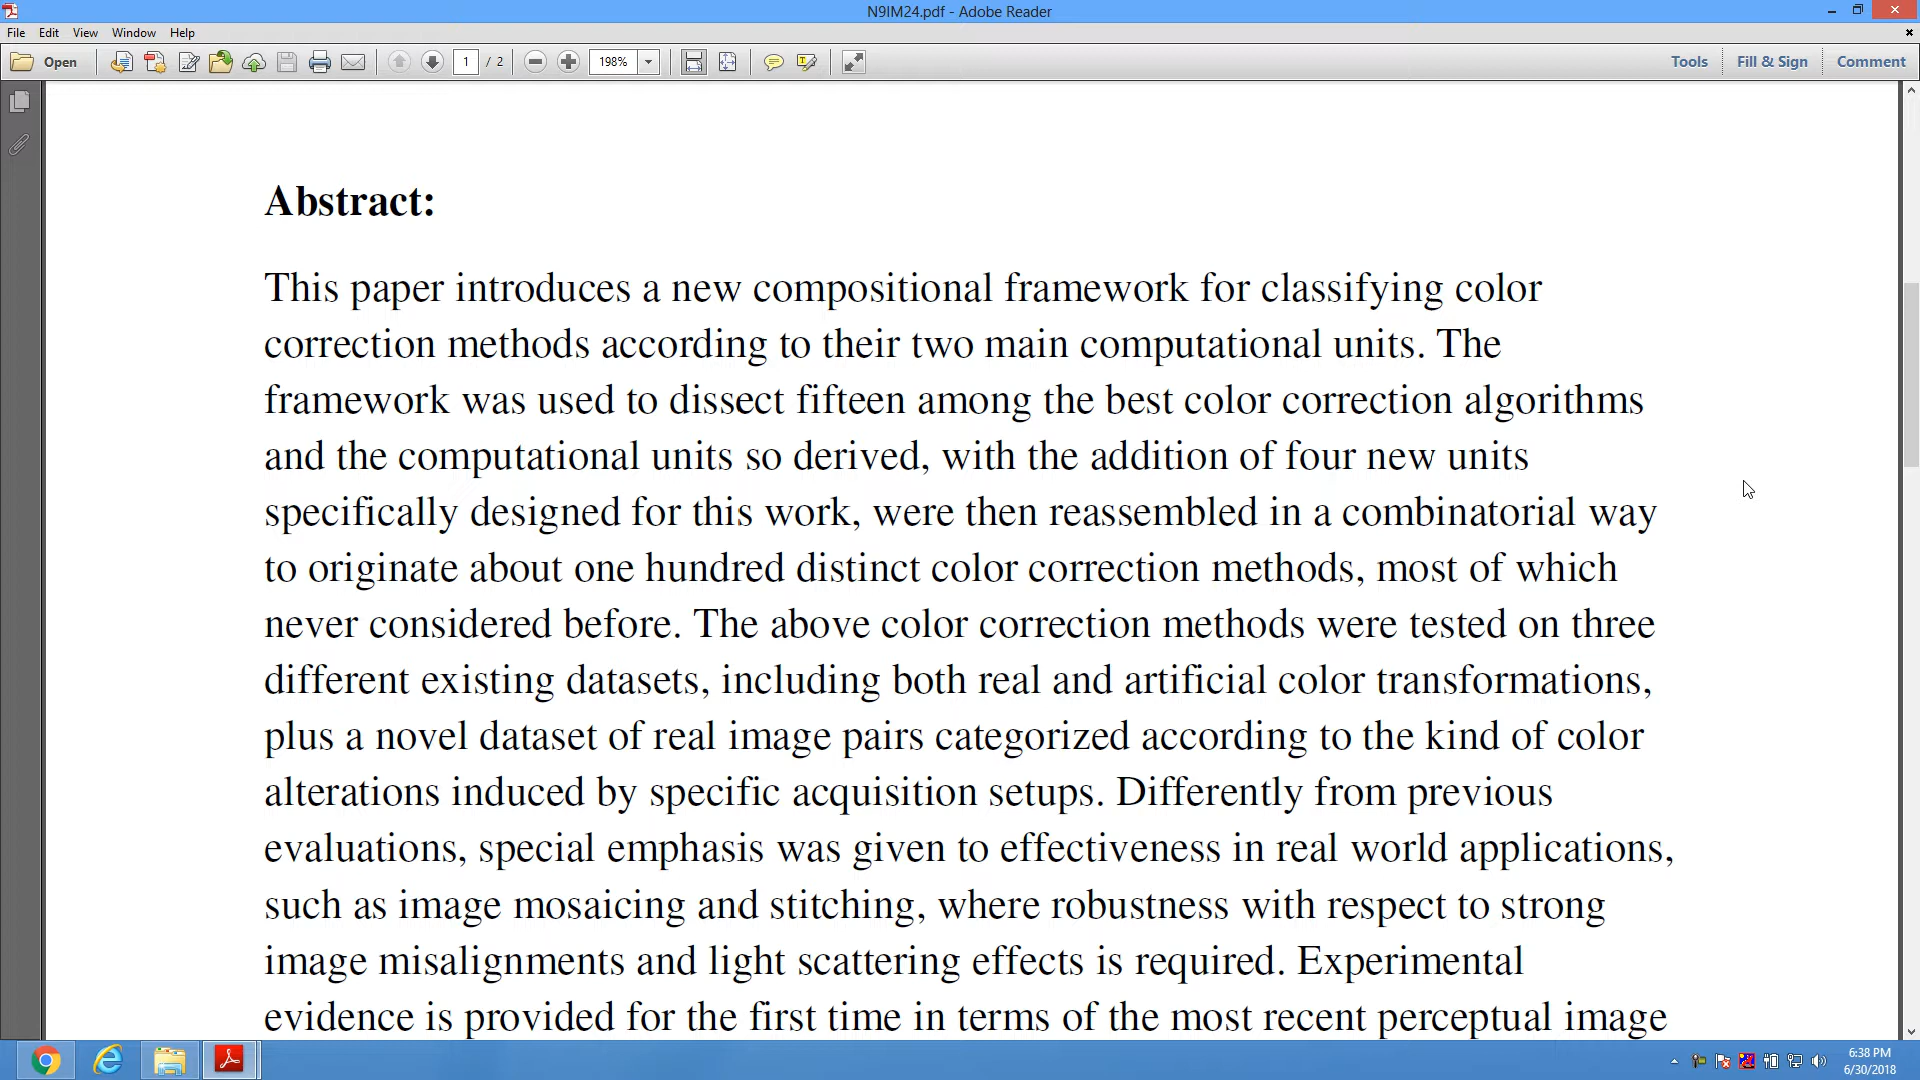 N9IM24.pdf - Adobe Reader
File Edit View Window Help
Open 1 / 2 198% Tools Fill & Sign Comment
Abstract:
This paper introduces a new compositional framework for classifying color
correction methods according to their two main computational units. The
framework was used to dissect fifteen among the best color correction algorithms
and the computational units so derived, with the addition of four new units
specifically designed for this work, were then reassembled in a combinatorial way
to originate about one hundred distinct color correction methods, most of which
never considered before. The above color correction methods were tested on three
different existing datasets, including both real and artificial color transformations,
plus a novel dataset of real image pairs categorized according to the kind of color
alterations induced by specific acquisition setups. Differently from previous
evaluations, special emphasis was given to effectiveness in real world applications,
such as image mosaicing and stitching, where robustness with respect to strong
image misalignments and light scattering effects is required. Experimental
evidence is provided for the first time in terms of the most recent perceptual image
6:38 PM
6/30/2018